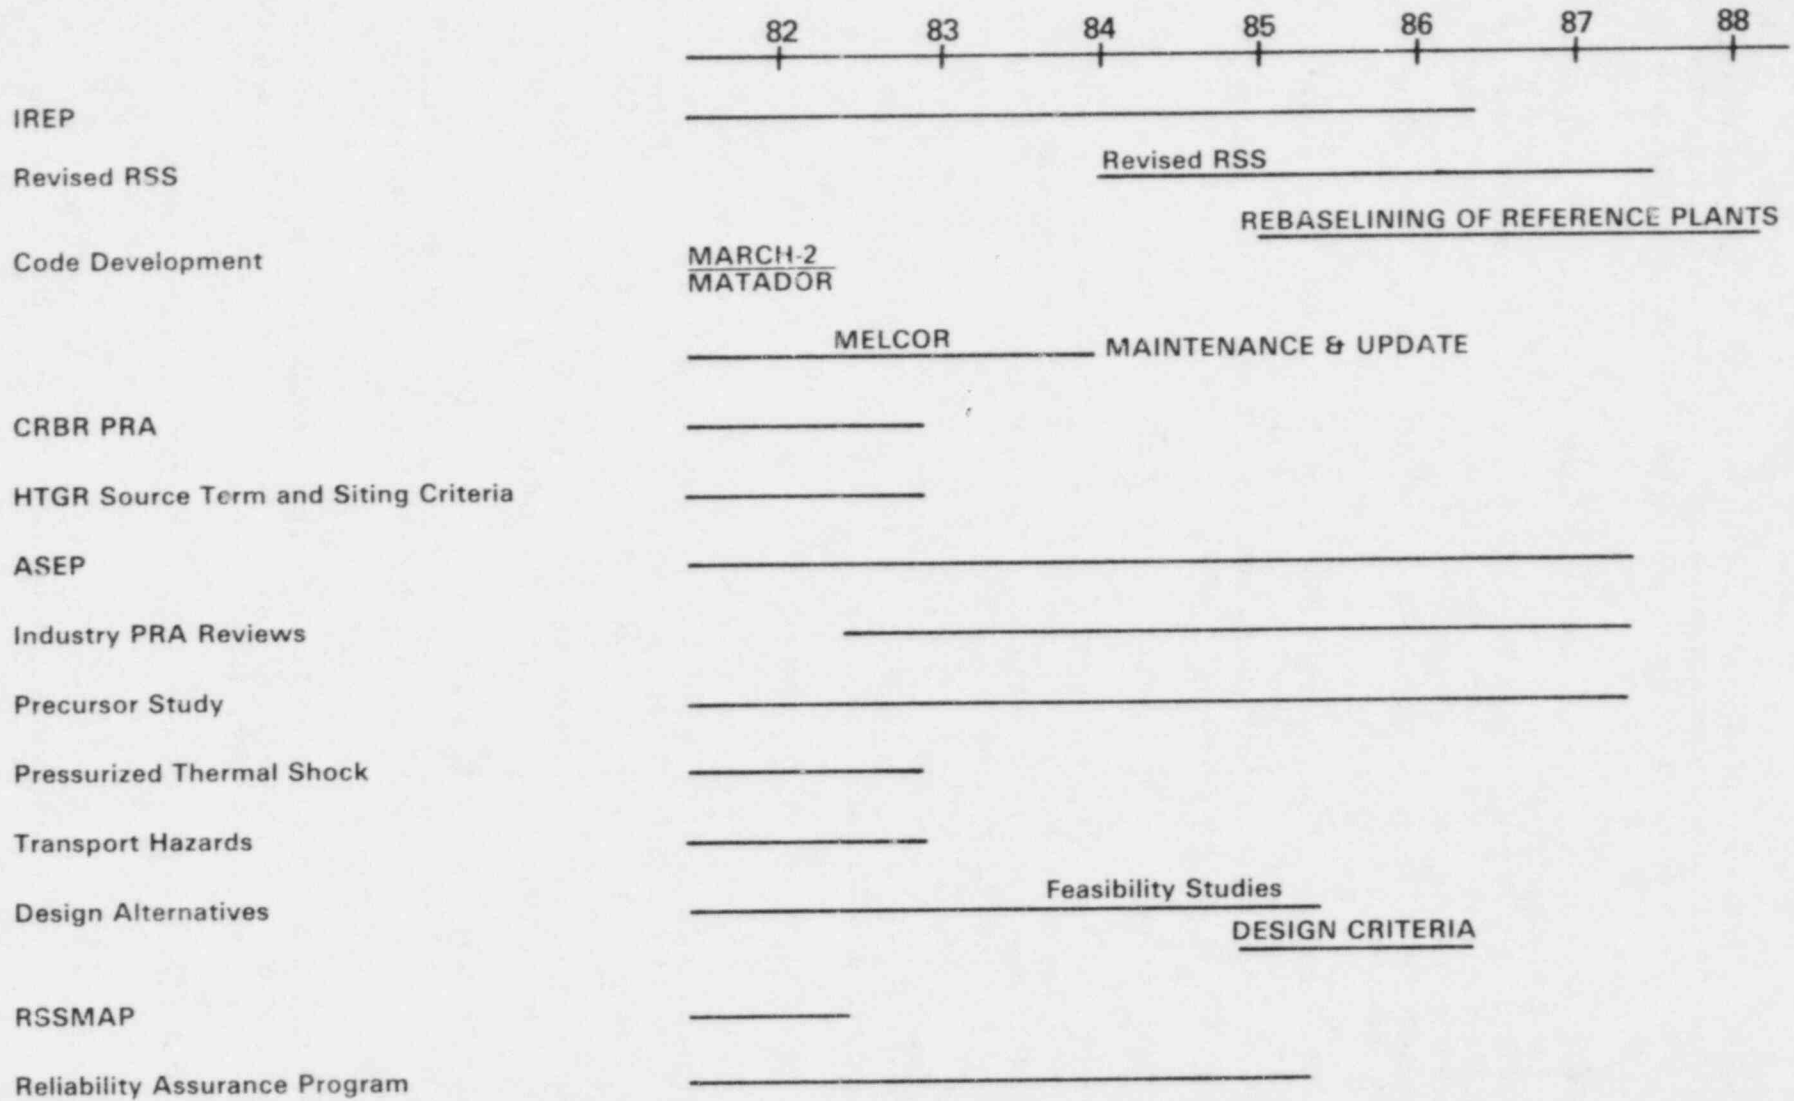 82 83 84 85 86 87 88
IREP
Revised RSS
Revised RSS
REBASELINING OF REFERENCE PLANTS
Code Development
MARCH-2
MATADOR
MELCOR
MAINTENANCE & UPDATE
CRBR PRA
HTGR Source Term and Siting Criteria
ASEP
Industry PRA Reviews
Precursor Study
Pressurized Thermal Shock
Transport Hazards
Feasibility Studies
Design Alternatives
DESIGN CRITERIA
RSSMAP
Reliability Assurance Program